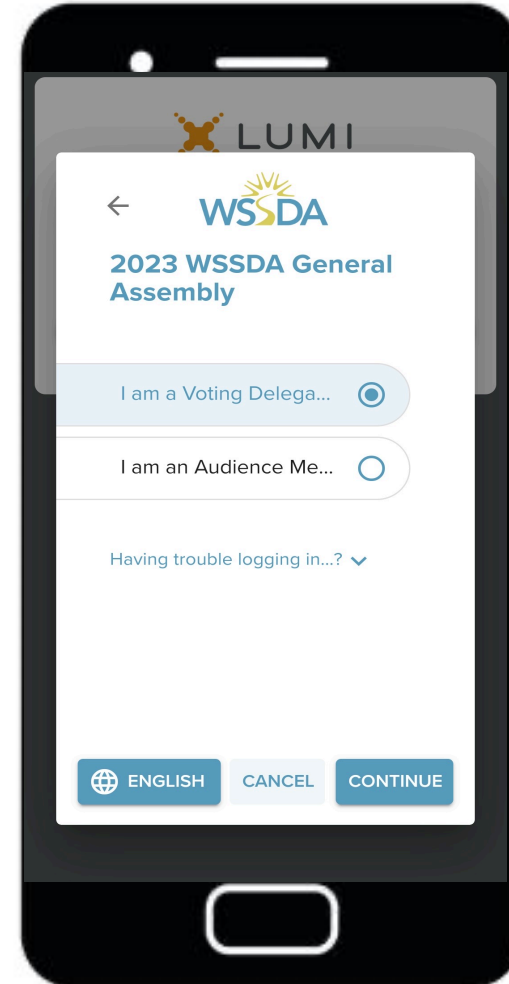 LUMI
WSSDA
2023 WSSDA General
Assembly
I am a Voting Delega...
I am an Audience Me...
Having trouble logging in...?
ENGLISH CANCEL CONTINUE